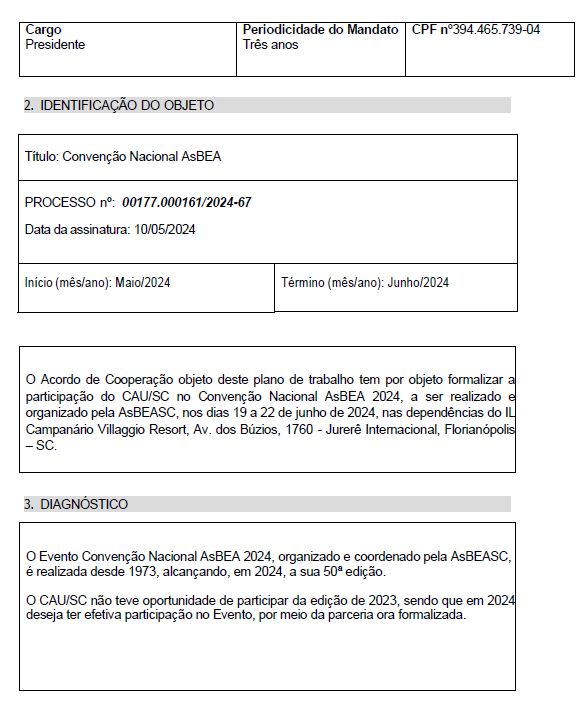 Cargo
Presidente
Periodicidade do Mandato
Três anos
CPF nº394.465.739-04
2. IDENTIFICAÇÃO DO OBJETO
Título: Convenção Nacional AsBEA
PROCESSO nº: 00177.000161/2024-67
Data da assinatura: 10/05/2024
Início (mês/ano): Maio/2024
Término (mês/ano): Junho/2024
O Acordo de Cooperação objeto deste plano de trabalho tem por objeto formalizar a
participação do CAU/SC no Convenção Nacional AsBEA 2024, a ser realizado e
organizado pela AsBEASC, nos dias 19 a 22 de junho de 2024, nas dependências do IL
Campanário Villaggio Resort, Av. dos Búzios, 1760 - Jurerê Internacional, Florianópolis
– SC.
3. DIAGNÓSTICO
O Evento Convenção Nacional AsBEA 2024, organizado e coordenado pela AsBEASC,
é realizada desde 1973, alcançando, em 2024, a sua 50ª edição.
O CAU/SC não teve oportunidade de participar da edição de 2023, sendo que em 2024
deseja ter efetiva participação no Evento, por meio da parceria ora formalizada.